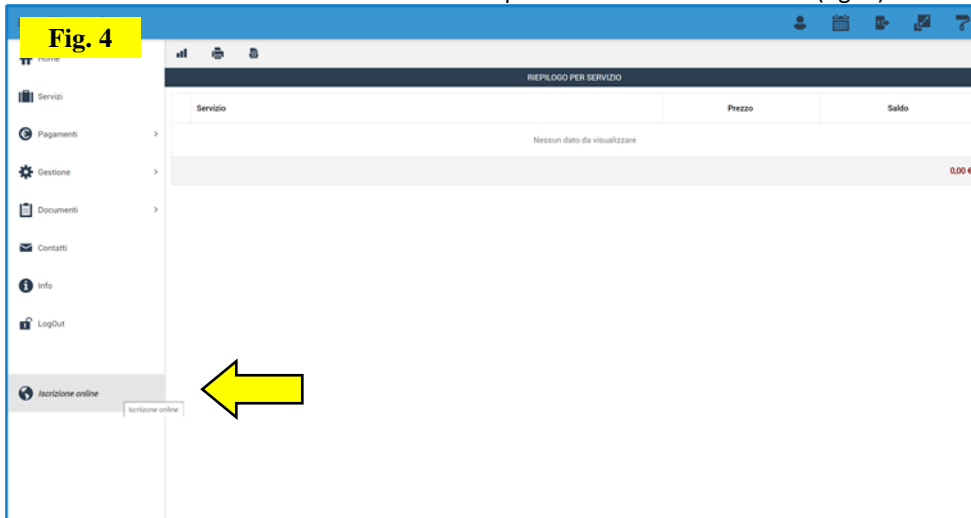 Fig. 4
Home
RIEPILOGO PER SERVIZIO
Servizi
Servizio Prezzo Saldo
Pagamenti
Nessun dato da visualizzare
Gestione
0,00 €
Documenti
Contatti
Info
LogOut
Iscrizione online
Iscrizione online